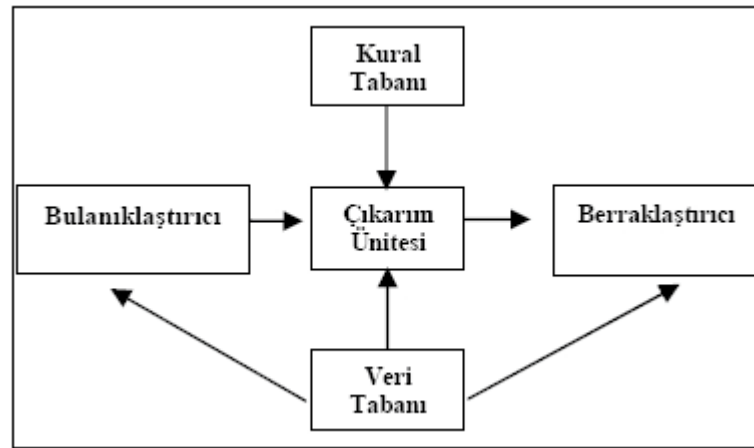 Kural
Tabanı
Bulanıklaştırıcı
Çıkarım
Ünitesi
Berraklaştırıcı
Veri
Tabanı